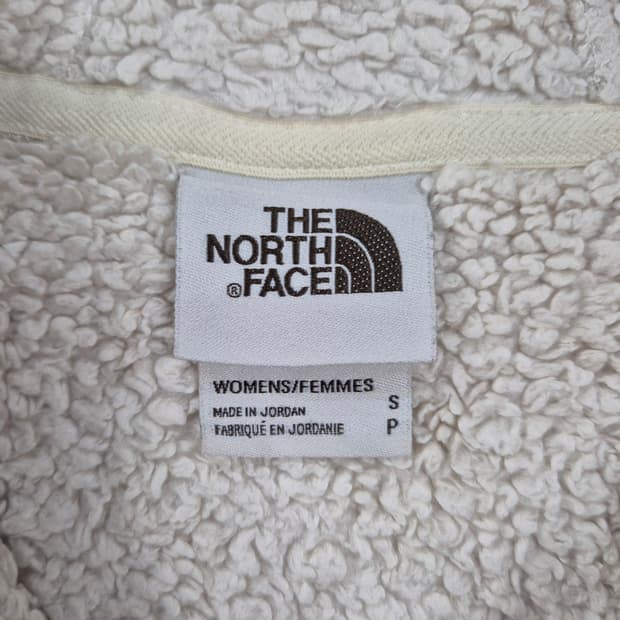 THE
NORTH
®FACE
WOMENS/FEMMES
MADE IN JORDAN S
FABRIQUÉ EN JORDANIE P